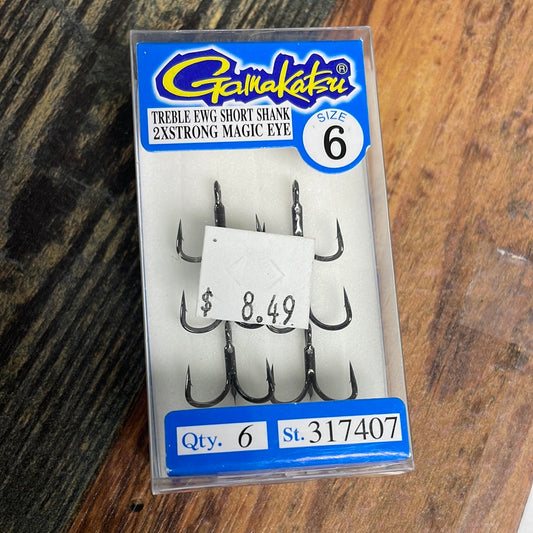 Gamakatsu®
TREBLE EWG SHORT SHANK
2XSTRONG MAGIC EYE
SIZE
6
$ 8.49
Qty. 6
St. 317407